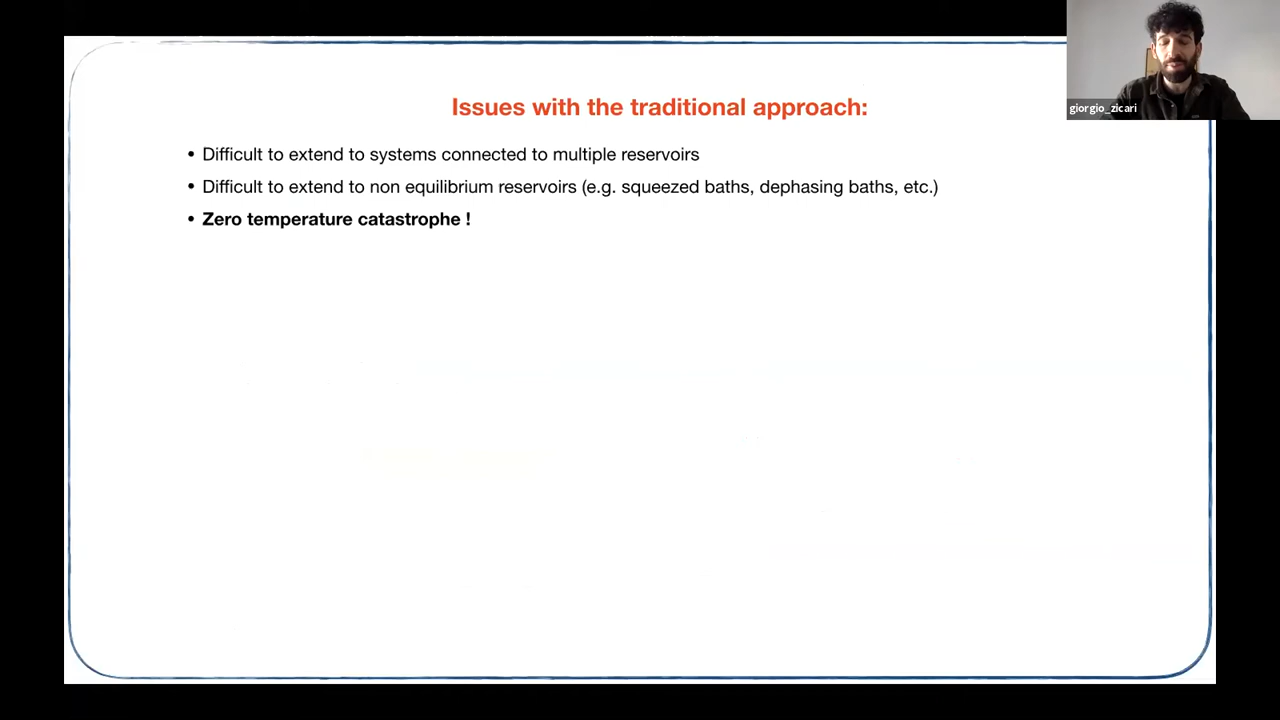 Issues with the traditional approach:
giorgio_zicari
• Difficult to extend to systems connected to multiple reservoirs
• Difficult to extend to non equilibrium reservoirs (e.g. squeezed baths, dephasing baths, etc.)
• Zero temperature catastrophe !